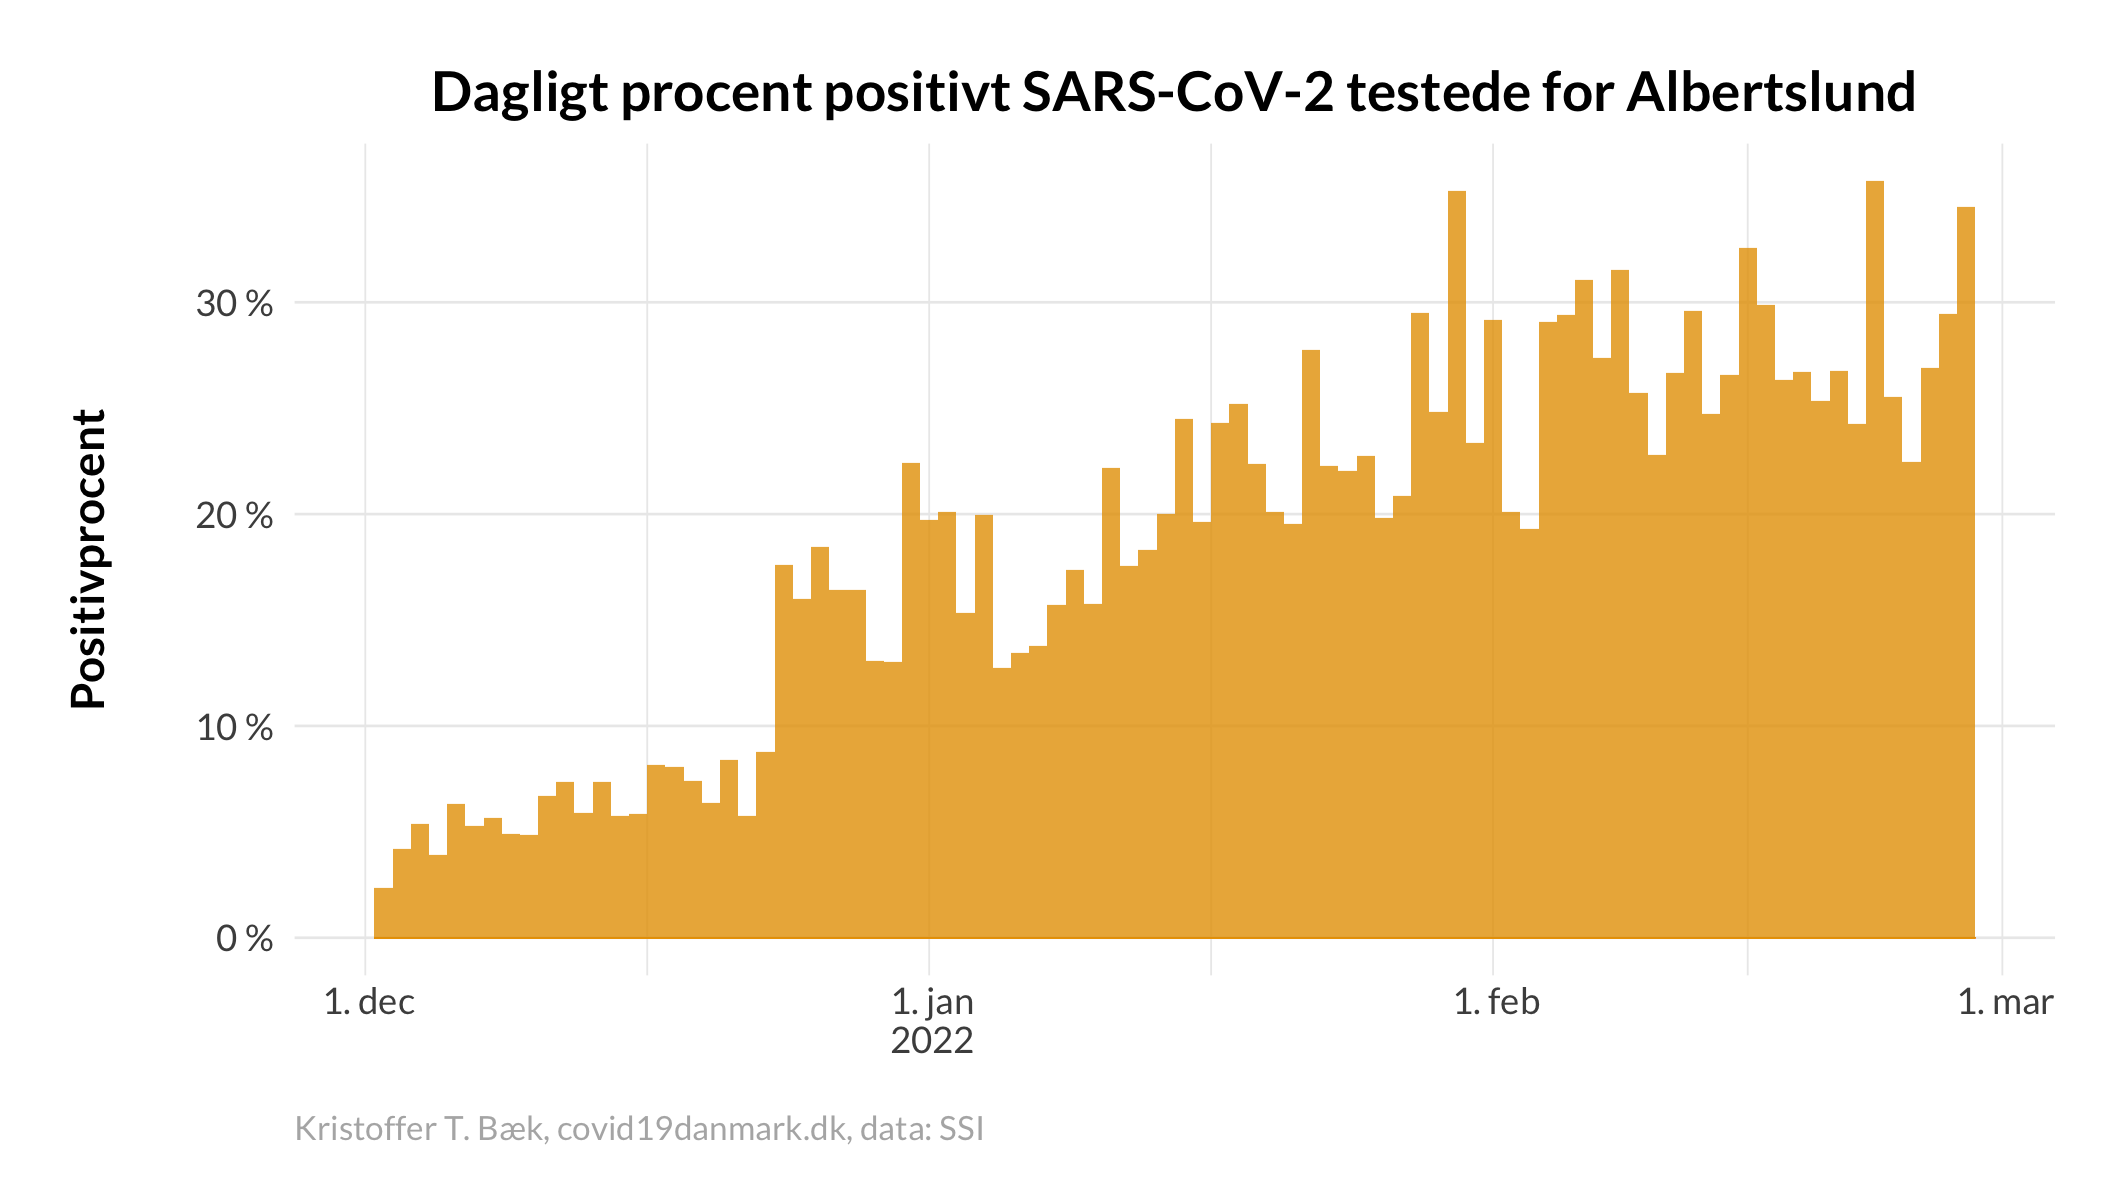 Dagligt procent positivt SARS-CoV-2 testede for Albertslund
Positivprocent
30 %
20 %
10 %
0 %
1. dec
1. jan
2022
1. feb
1. mar
Kristoffer T. Bæk, covid19danmark.dk, data: SSI